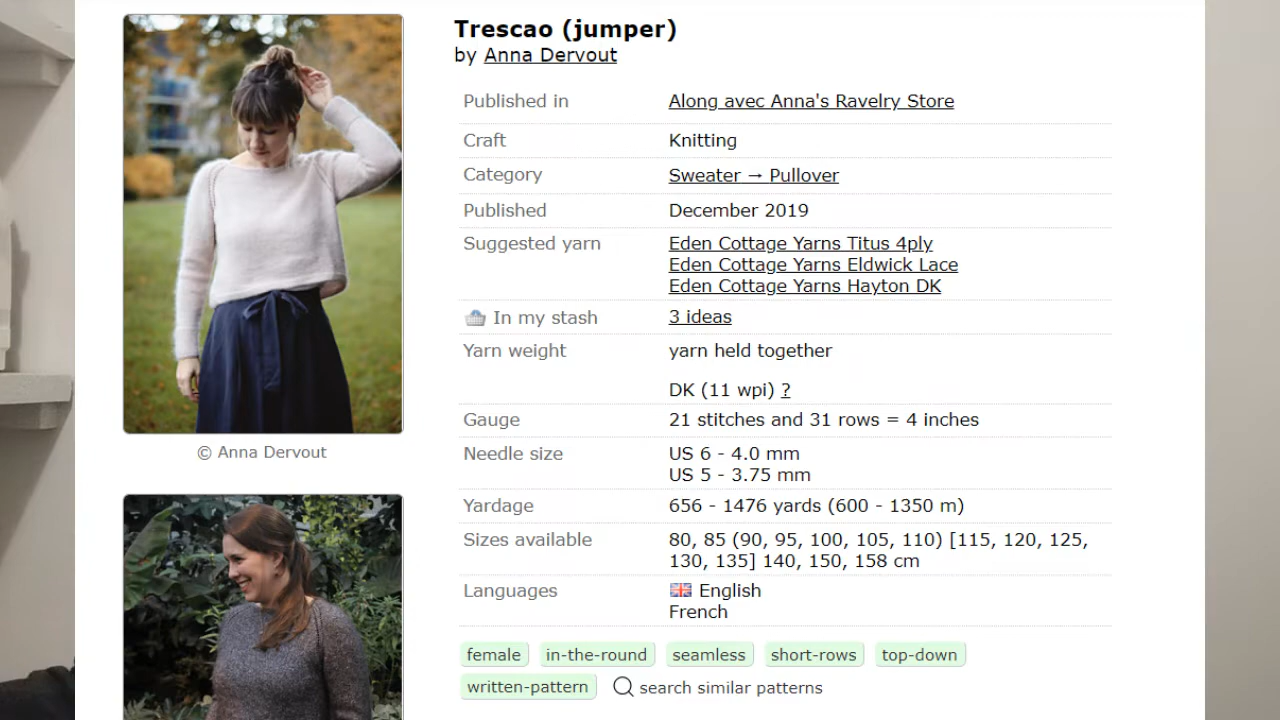 Trescao (jumper)
by Anna Dervout
Published in Along avec Anna's Ravelry Store
Craft Knitting
Category Sweater → Pullover
Published December 2019
Suggested yarn Eden Cottage Yarns Titus 4ply
Eden Cottage Yarns Eldwick Lace
Eden Cottage Yarns Hayton DK
In my stash 3 ideas
Yarn weight yarn held together
DK (11 wpi) ?
Gauge 21 stitches and 31 rows = 4 inches
Needle size US 6 - 4.0 mm
US 5 - 3.75 mm
Yardage 656 - 1476 yards (600 - 1350 m)
Sizes available 80, 85 (90, 95, 100, 105, 110) [115, 120, 125,
130, 135] 140, 150, 158 cm
Languages English
French
female in-the-round seamless short-rows top-down
written-pattern search similar patterns
© Anna Dervout